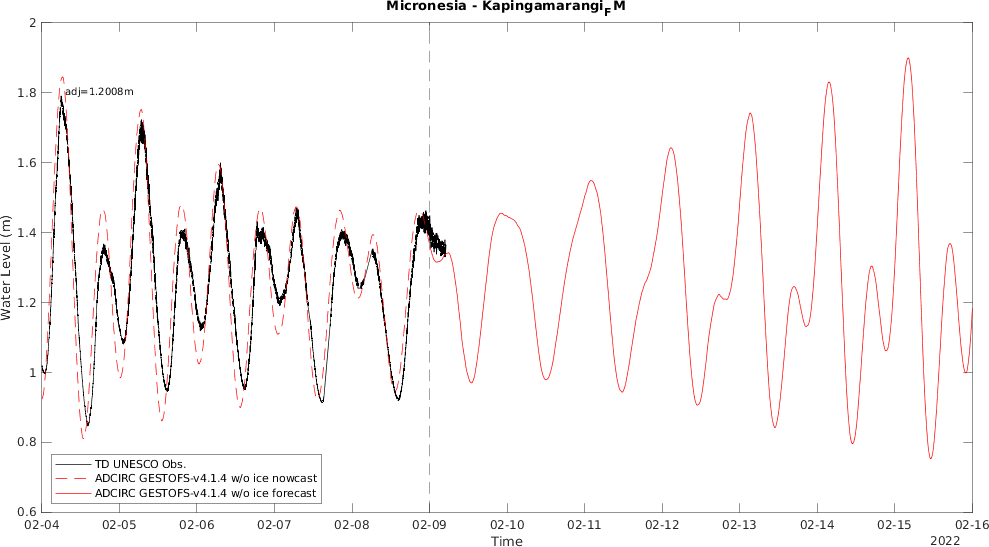 Micronesia - Kapingamarangi_FM
adj=1.2008m
Water Level (m)
2
1.8
1.6
1.4
1.2
1
0.8
0.6
TD UNESCO Obs.
ADCIRC GESTOFS-v4.1.4 w/o ice nowcast
ADCIRC GESTOFS-v4.1.4 w/o ice forecast
02-04 02-05 02-06 02-07 02-08 02-09 02-10 02-11 02-12 02-13 02-14 02-15 02-16
Time
2022